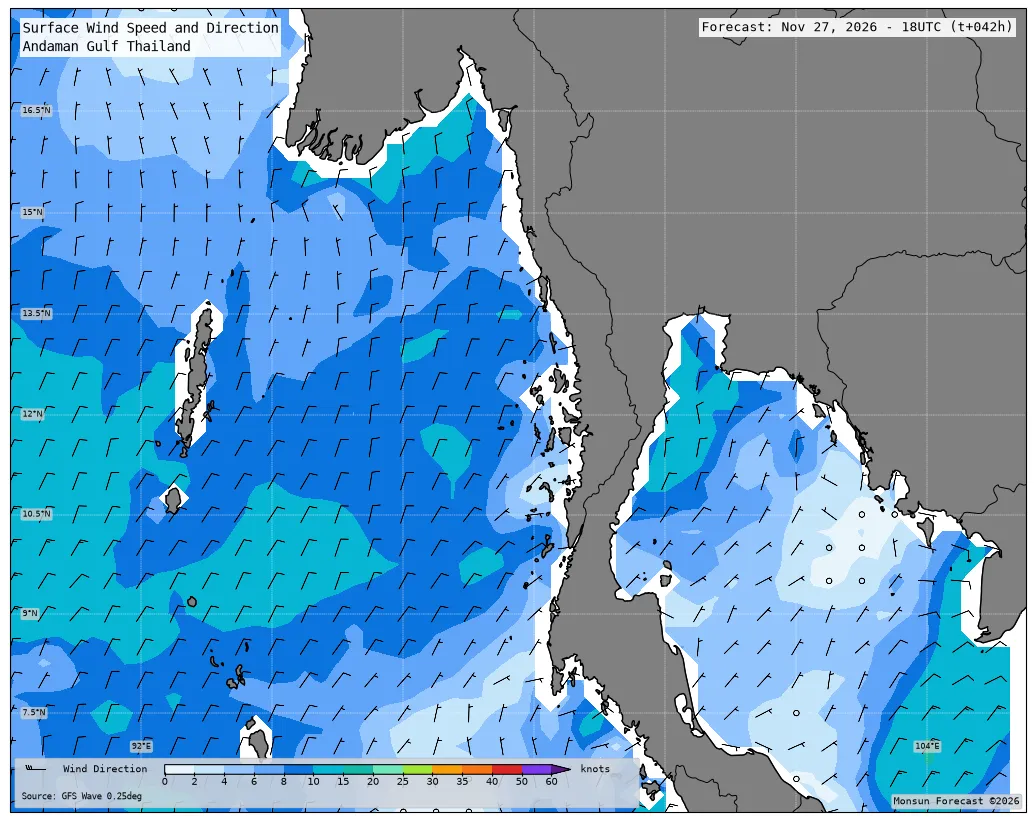 Surface Wind Speed and Direction
Andaman Gulf Thailand
Forecast: Nov 27, 2026 - 18UTC (t+042h)
16.5°N
15°N
13.5°N
12°N
10.5°N
9°N
7.5°N
92°E
104°E
Wind Direction
0 2 4 6 8 10 15 20 25 30 35 40 50 60 knots
Source: GFS Wave 0.25deg
Monsun Forecast ©2026